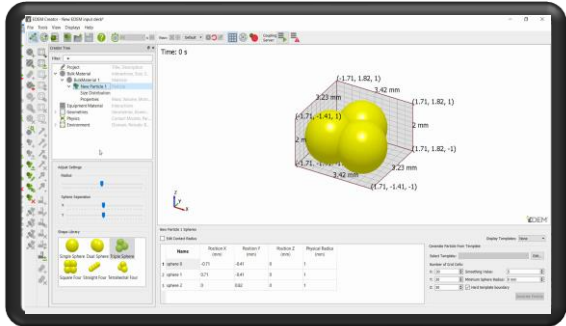 EDEM Creator - New EDEM input deck*
File Tools View Displays Help
Default
Coupling
Server
Creator Tree
Filter:
Project
Bulk Material
BulkMaterial 1
New Particle 1
Size Distribution
Properties
Equipment Material
Geometries
Physics
Environment
Adjust Settings
Radius
Sphere Separation
X
Y
Shape Library
Single Sphere Dual Sphere Triple Sphere
Square Four Straight Four Tetrahedral Four
Time: 0 s
(-1.71, 1.82, 1)
3.42 mm
3.23 mm
(1.71, 1.82, 1)
(-1.71, -1.41, 1)
2 mm
(1.71, 1.82, -1)
3.23 mm
3.42 mm
(1.71, -1.41, -1)
Z
Y
X
EDEM
New Particle 1 Spheres
Edit Contact Radius
Display Templates: None
Name
Position X
(mm)
Position Y
(mm)
Position Z
(mm)
Physical Radius
(mm)
1 sphere 0 -0.71 -0.41 0 1
2 sphere 1 0.71 -0.41 0 1
3 sphere 2 0 0.82 0 1
Generate Particle from Template
Select Template:
Number of Grid Cells:
Smoothing Value:
Minimum Sphere Radius:
Hard template boundary